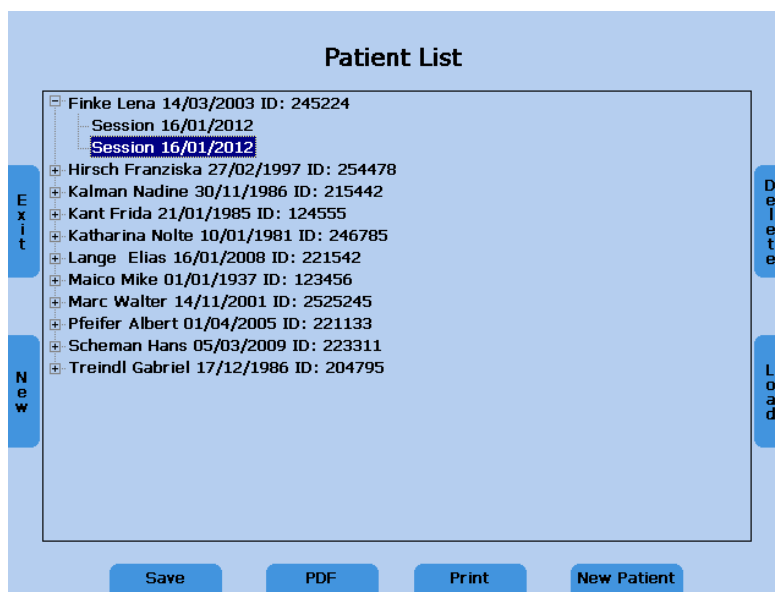 Patient List
Finke Lena 14/03/2003 ID: 245224
Session 16/01/2012
Session 16/01/2012
Hirsch Franziska 27/02/1997 ID: 254478
Kalman Nadine 30/11/1986 ID: 215442
Kant Frida 21/01/1985 ID: 124555
Katharina Nolte 10/01/1981 ID: 246785
Lange  Elias 16/01/2008 ID: 221542
Maico Mike 01/01/1937 ID: 123456
Marc Walter 14/11/2001 ID: 2525245
Pfeifer Albert 01/04/2005 ID: 221133
Scheman Hans 05/03/2009 ID: 223311
Treindl Gabriel 17/12/1986 ID: 204795
Exit
Delete
New
Load
Save
PDF
Print
New Patient